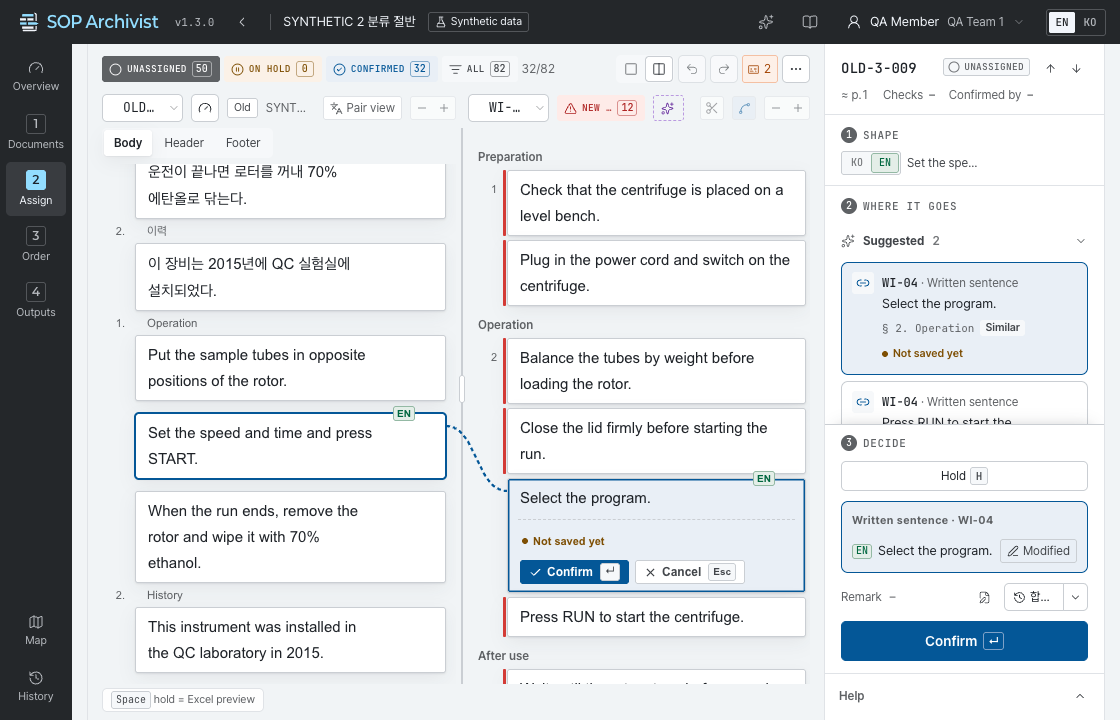 SOP Archivist v1.3.0 SYNTHETIC 2 분류 절반 Synthetic data QA Member QA Team 1 EN KO
Overview
1
Documents
2
Assign
3
Order
4
Outputs
Map
History
UNASSIGNED 50 ON HOLD 0 CONFIRMED 32 ALL 82 32/82 2
OLD… Old SYNT… Pair view
WI-… NEW … 12
Body Header Footer
운전이 끝나면 로터를 꺼내 70%
에탄올로 닦는다.
2. 이력
이 장비는 2015년에 QC 실험실에
설치되었다.
1. Operation
Put the sample tubes in opposite
positions of the rotor.
EN
Set the speed and time and press
START.
When the run ends, remove the
rotor and wipe it with 70%
ethanol.
2. History
This instrument was installed in
the QC laboratory in 2015.
Space hold = Excel preview
Preparation
1 Check that the centrifuge is placed on a
level bench.
Plug in the power cord and switch on the
centrifuge.
Operation
2 Balance the tubes by weight before
loading the rotor.
Close the lid firmly before starting the
run.
EN
Select the program.
Not saved yet
Confirm ↵ Cancel Esc
Press RUN to start the centrifuge.
After use
OLD-3-009 UNASSIGNED ↑ ↓
≈ p.1 Checks – Confirmed by –
1 SHAPE
KO EN Set the spe…
2 WHERE IT GOES
Suggested 2
WI-04 · Written sentence
Select the program.
§ 2. Operation Similar
Not saved yet
WI-04 · Written sentence
Press RUN to start the
3 DECIDE
Hold H
Written sentence · WI-04
EN Select the program. Modified
Remark – 합…
Confirm ↵
Help